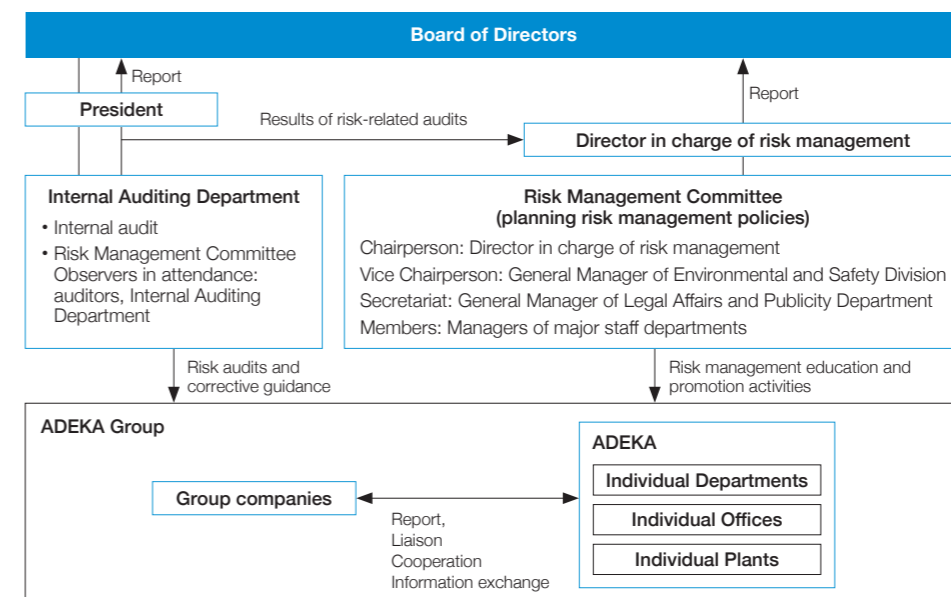 Board of Directors
Report
President
Results of risk-related audits
Report
Director in charge of risk management
Internal Auditing Department
• Internal audit
• Risk Management Committee
Observers in attendance:
auditors, Internal Auditing
Department
Risk Management Committee
(planning risk management policies)
Chairperson: Director in charge of risk management
Vice Chairperson: General Manager of Environmental and Safety Division
Secretariat: General Manager of Legal Affairs and Publicity Department
Members: Managers of major staff departments
Risk audits and
corrective guidance
Risk management education and
promotion activities
ADEKA Group
Group companies
Report,
Liaison
Cooperation
Information exchange
ADEKA
Individual Departments
Individual Offices
Individual Plants